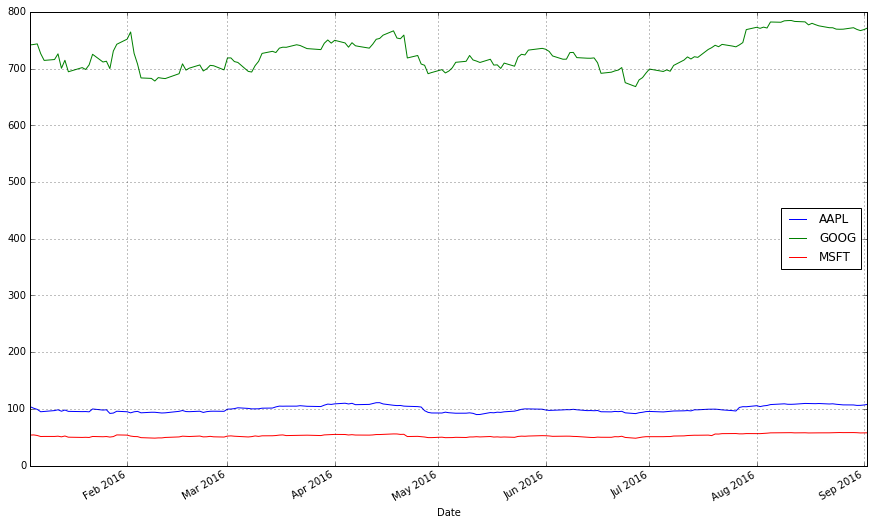 800
700
600
500
400
300
200
100
0
AAPL
GOOG
MSFT
Feb 2016
Mar 2016
Apr 2016
May 2016
Jun 2016
Jul 2016
Aug 2016
Sep 2016
Date